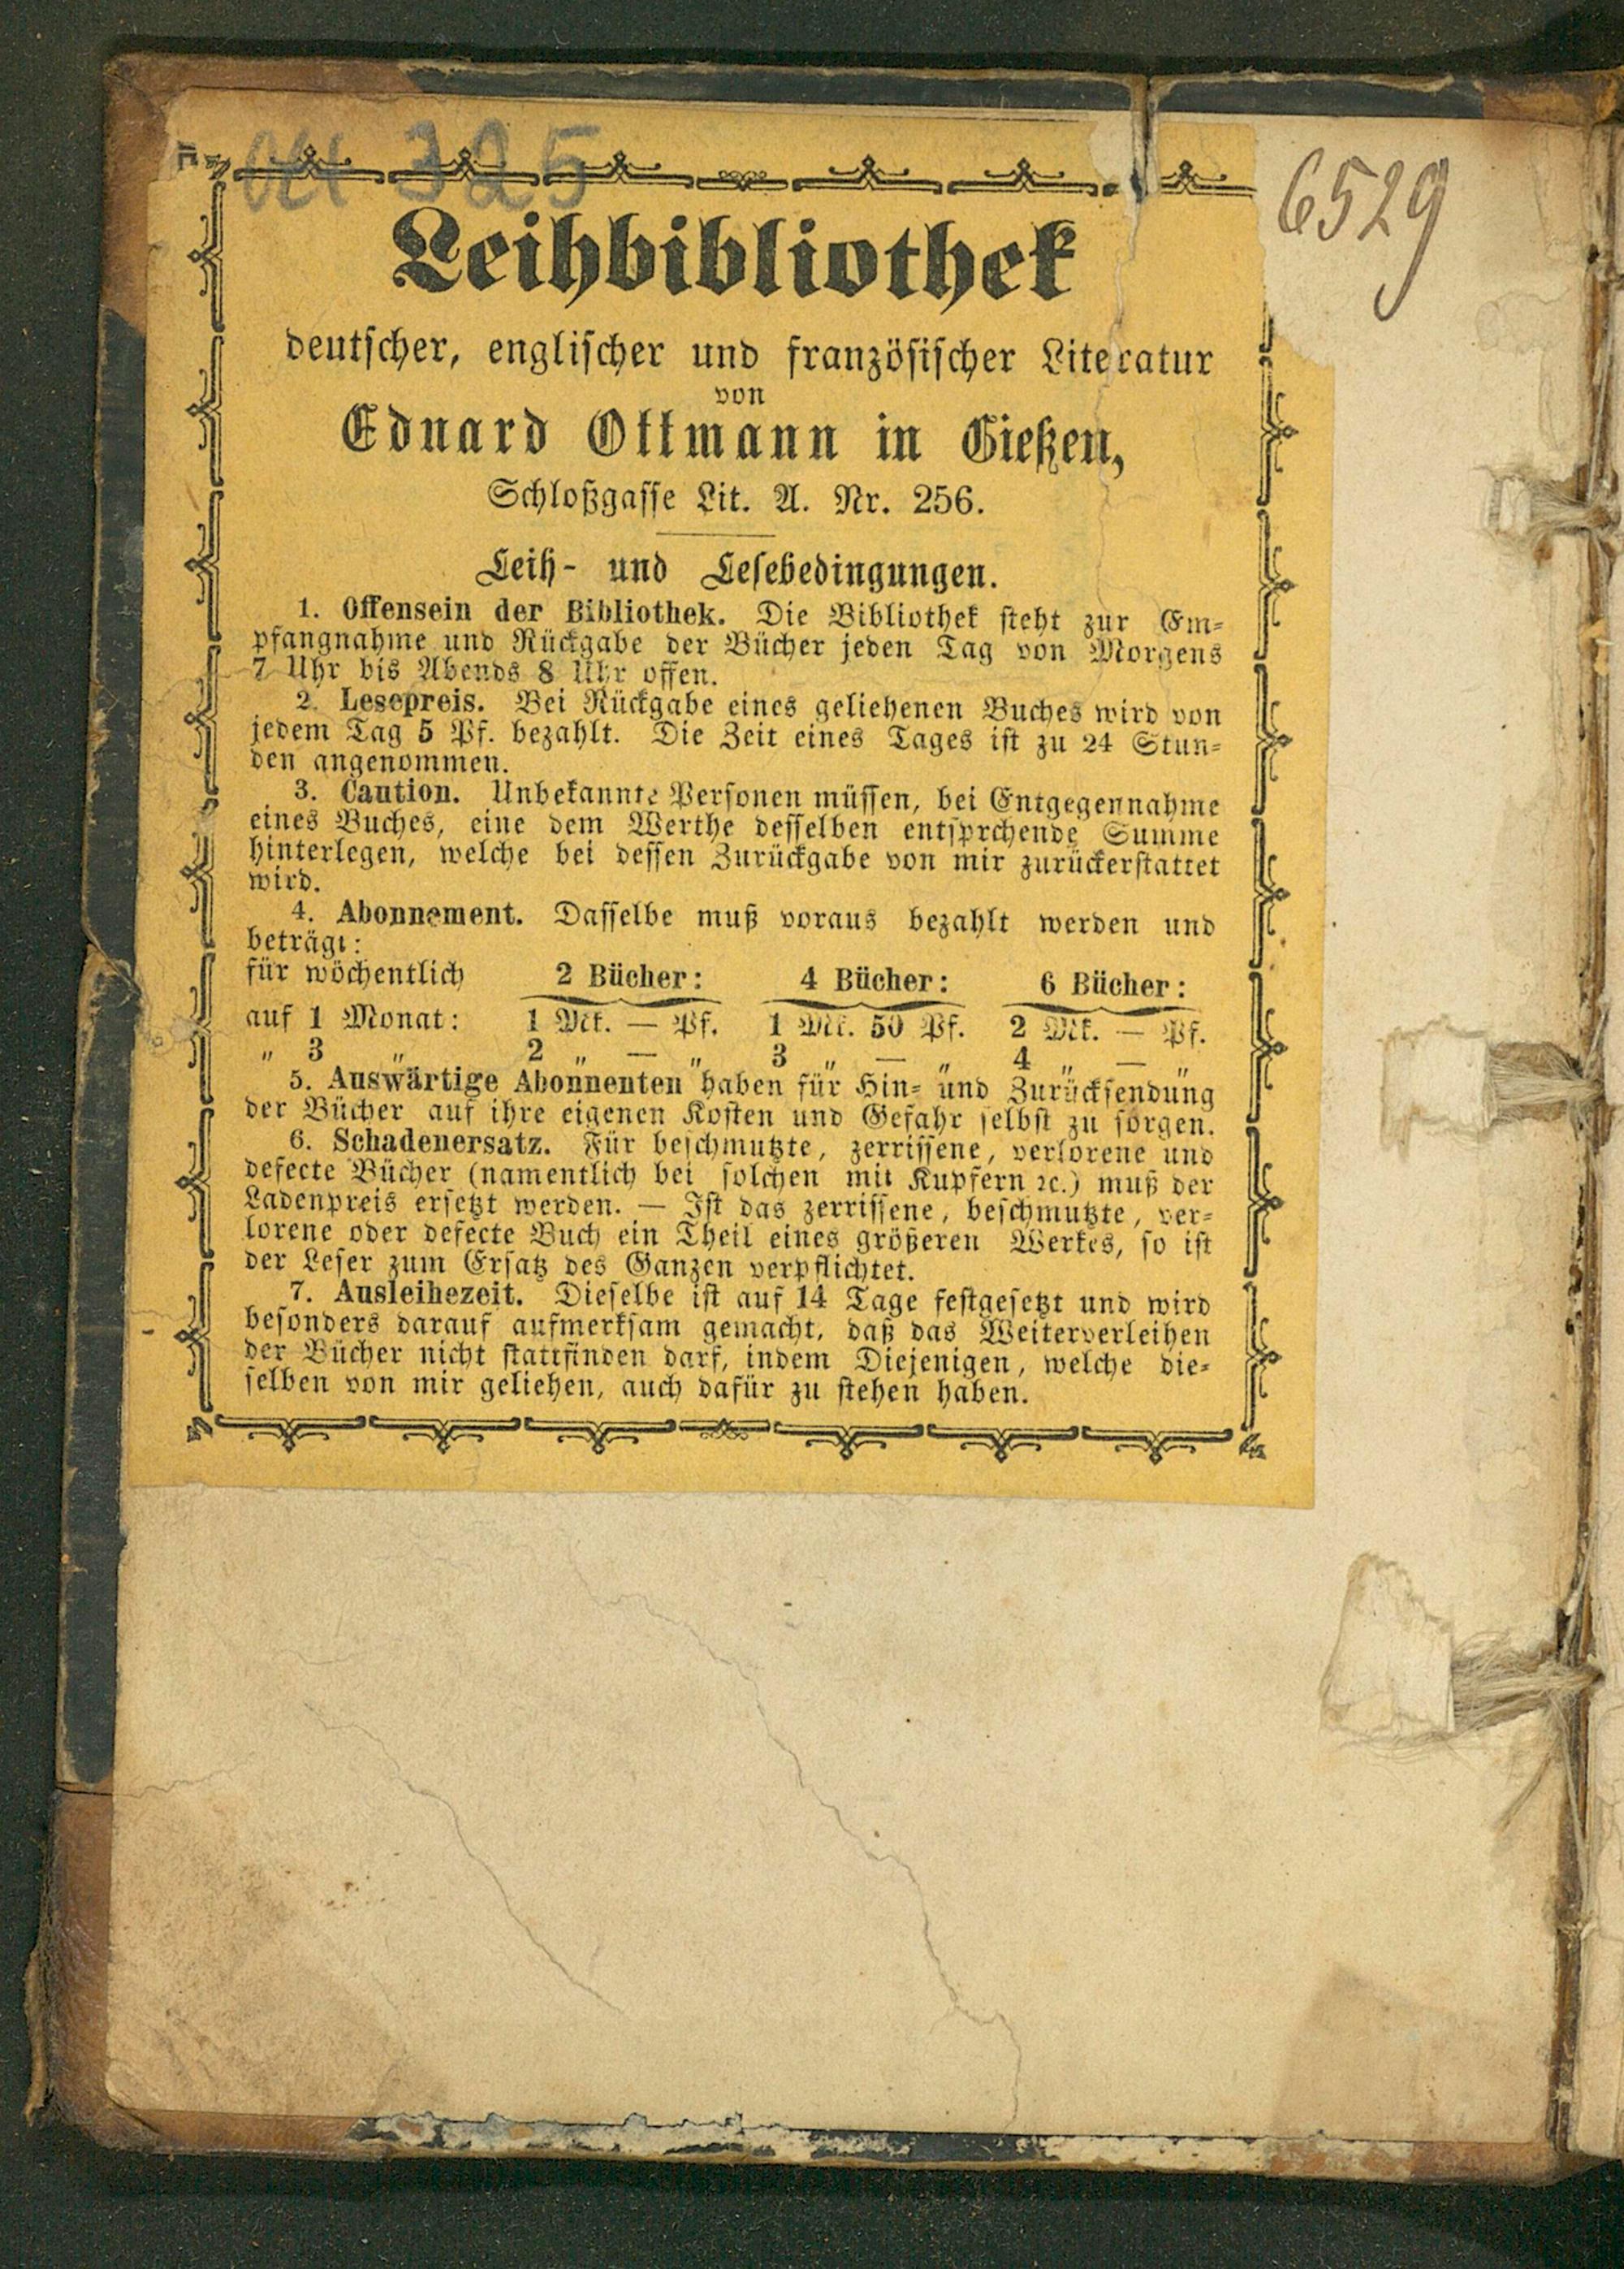 325
6529
Leihbibliothek
deutscher, englischer und französischer Literatur
von
Eduard Ottmann in Gießen,
Schloßgasse Lit. A. Nr. 256.
Leih- und Lesebedingungen.
1. Offensein der Bibliothek. Die Bibliothek steht zur Em-
pfangnahme und Rückgabe der Bücher jeden Tag von Morgens
7 Uhr bis Abends 8 Uhr offen.
2. Lesepreis. Bei Rückgabe eines geliehenen Buches wird von
jedem Tag 5 Pf. bezahlt. Die Zeit eines Tages ist zu 24 Stun-
den angenommen.
3. Caution. Unbekannte Personen müssen, bei Entgegennahme
eines Buches, eine dem Werthe desselben entsprchende Summe
hinterlegen, welche bei dessen Zurückgabe von mir zurückerstattet
wird.
4. Abonnement. Dasselbe muß voraus bezahlt werden und
beträgt:
für wöchentlich 2 Bücher: 4 Bücher: 6 Bücher:
auf 1 Monat: 1 Mk. — Pf. 1 Mk. 50 Pf. 2 Mk. — Pf.
" 3 " 2 " — " 3 " — " 4 " — "
5. Auswärtige Abonnenten haben für Hin- und Zurücksendung
der Bücher auf ihre eigenen Kosten und Gefahr selbst zu sorgen.
6. Schadenersatz. Für beschmutzte, zerrissene, verlorene und
defecte Bücher (namentlich bei solchen mit Kupfern ꝛc.) muß der
Ladenpreis ersetzt werden. — Ist das zerrissene, beschmutzte, ver-
lorene oder defecte Buch ein Theil eines größeren Werkes, so ist
der Leser zum Ersatz des Ganzen verpflichtet.
7. Ausleihezeit. Dieselbe ist auf 14 Tage festgesetzt und wird
besonders darauf aufmerksam gemacht, daß das Weiterverleihen
der Bücher nicht stattfinden darf, indem Diejenigen, welche die-
selben von mir geliehen, auch dafür zu stehen haben.